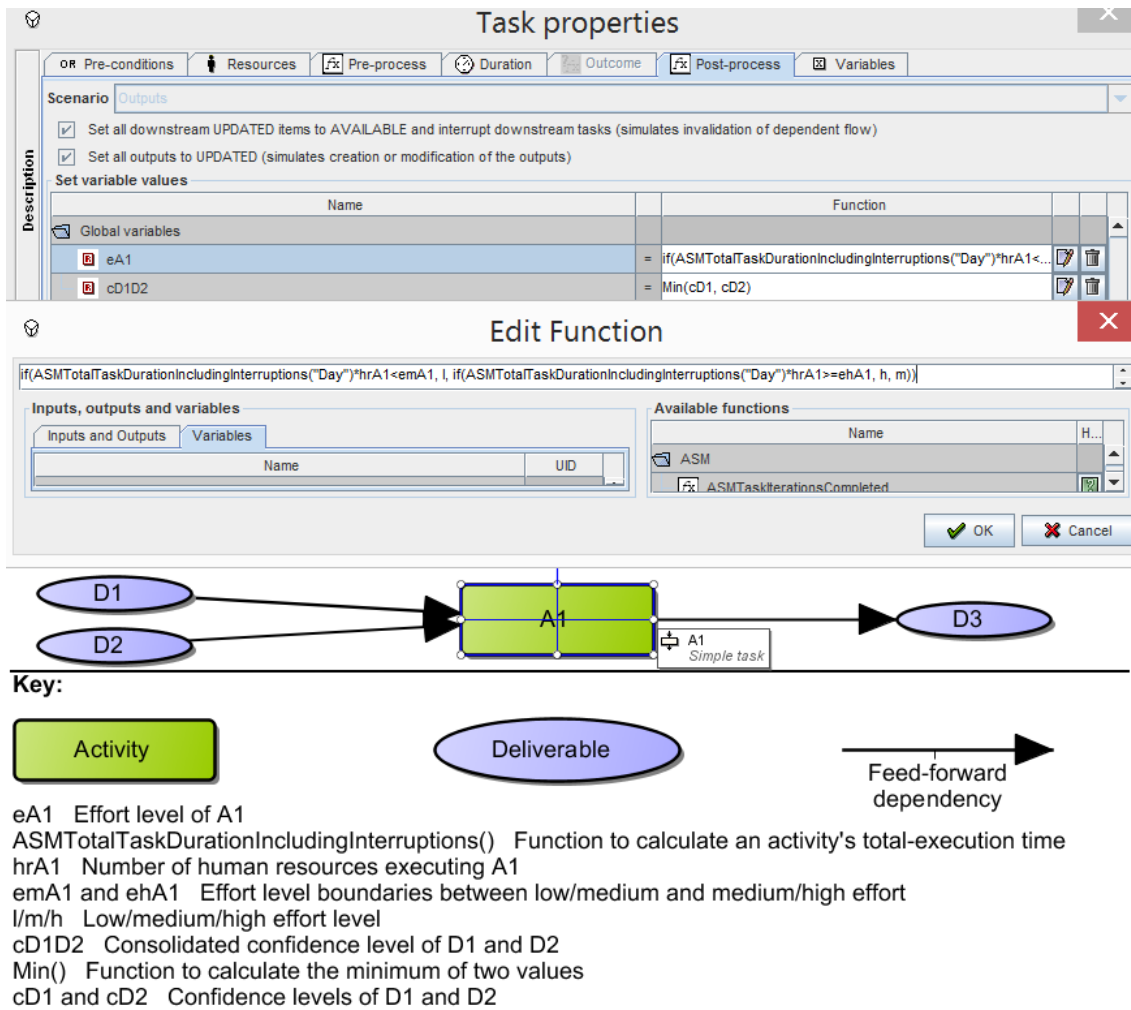 Task properties
OR Pre-conditions Resources fx Pre-process Duration Outcome fx Post-process Variables
Scenario Outputs
Set all downstream UPDATED items to AVAILABLE and interrupt downstream tasks (simulates invalidation of dependent flow)
Set all outputs to UPDATED (simulates creation or modification of the outputs)
Description
Set variable values
Name Function
Global variables
R eA1 = if(ASMTotalTaskDurationIncludingInterruptions("Day")*hrA1<...
R cD1D2 = Min(cD1, cD2)
Edit Function
if(ASMTotalTaskDurationIncludingInterruptions("Day")*hrA1<emA1, l, if(ASMTotalTaskDurationIncludingInterruptions("Day")*hrA1>=ehA1, h, m))
Inputs, outputs and variables
Inputs and Outputs Variables
Name UID
Available functions
Name H...
ASM
fx ASMTaskIterationsCompleted
OK Cancel
D1
D2
A1
D3
A1
Simple task
Key:
Activity
Deliverable
Feed-forward
dependency
eA1 Effort level of A1
ASMTotalTaskDurationIncludingInterruptions() Function to calculate an activity's total-execution time
hrA1 Number of human resources executing A1
emA1 and ehA1 Effort level boundaries between low/medium and medium/high effort
l/m/h Low/medium/high effort level
cD1D2 Consolidated confidence level of D1 and D2
Min() Function to calculate the minimum of two values
cD1 and cD2 Confidence levels of D1 and D2